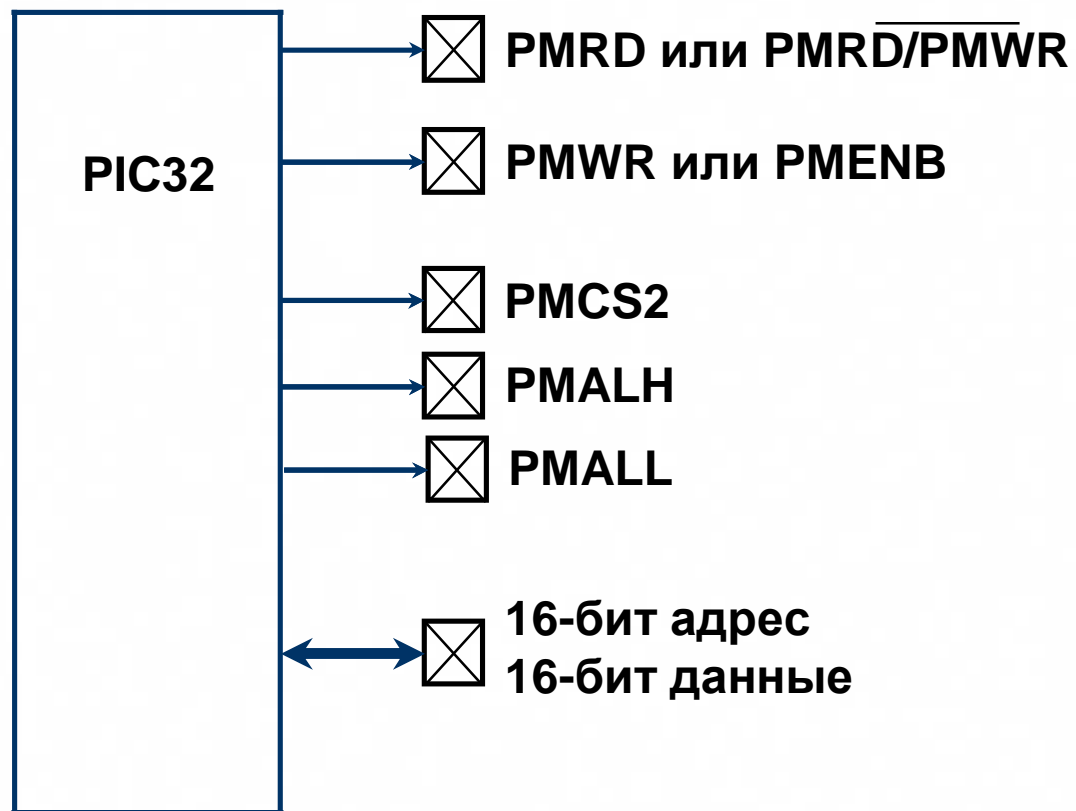 PMRD или PMRD/PMWR
PIC32
PMWR или PMENB
PMCS2
PMALH
PMALL
16-бит адрес
16-бит данные